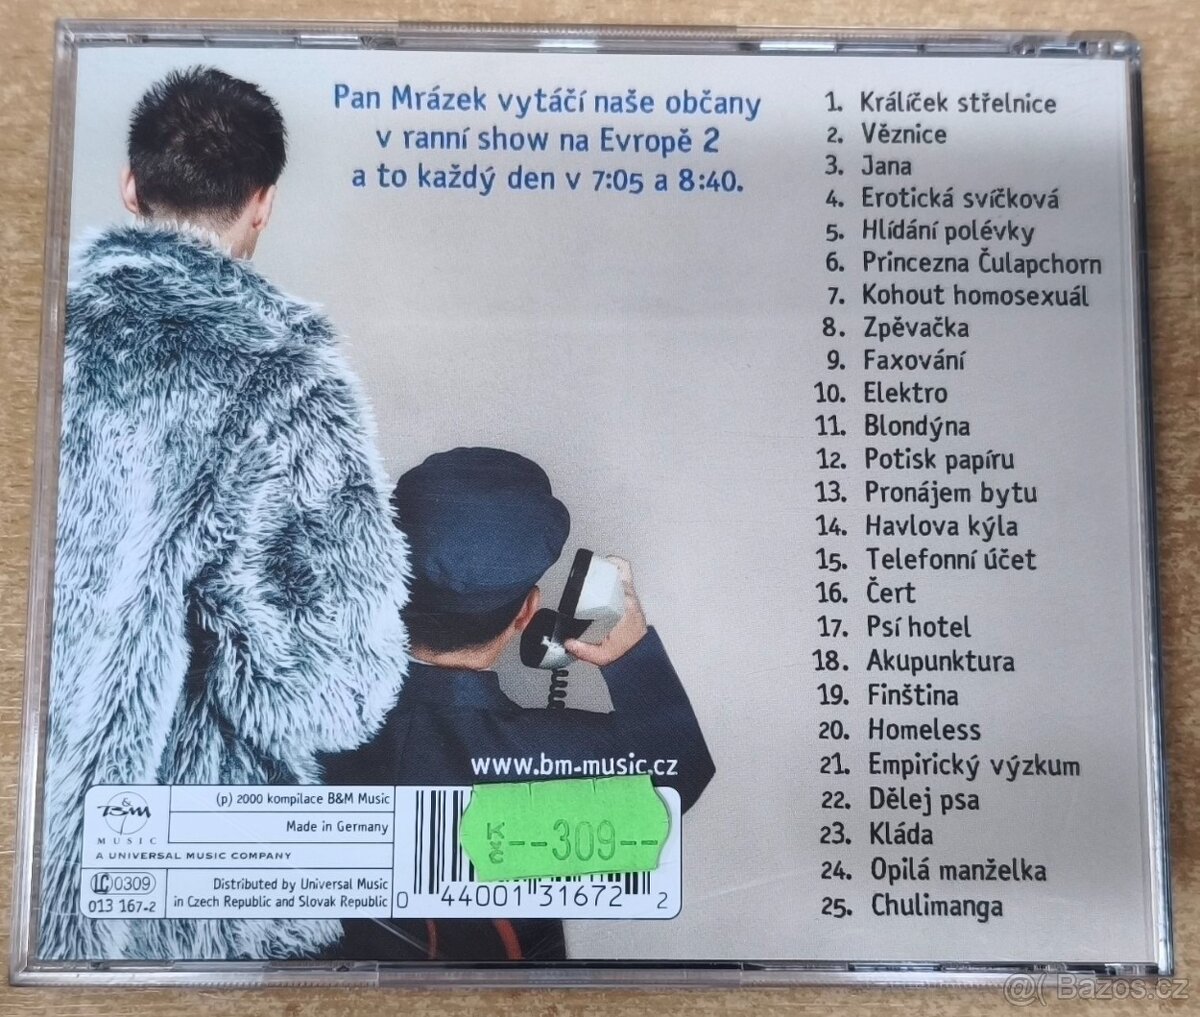 Pan Mrázek vytáčí naše občany
v ranní show na Evropě 2
a to každý den v 7:05 a 8:40.
1. Králíček střelnice
2. Věznice
3. Jana
4. Erotická svíčková
5. Hlídání polévky
6. Princezna Čulapchorn
7. Kohout homosexuál
8. Zpěvačka
9. Faxování
10. Elektro
11. Blondýna
12. Potisk papíru
13. Pronájem bytu
14. Havlova kýla
15. Telefonní účet
16. Čert
17. Psí hotel
18. Akupunktura
19. Finština
20. Homeless
21. Empirický výzkum
22. Dělej psa
23. Kláda
24. Opilá manželka
25. Chulimanga
www.bm-music.cz
B&M
MUSIC
A UNIVERSAL MUSIC COMPANY
(p) 2000 kompilace B&M Music
Made in Germany
LC 0309
013 167-2
Distributed by Universal Music
in Czech Republic and Slovak Republic
Kč --309--
0 44001 31672 2
@( Bazos.cz